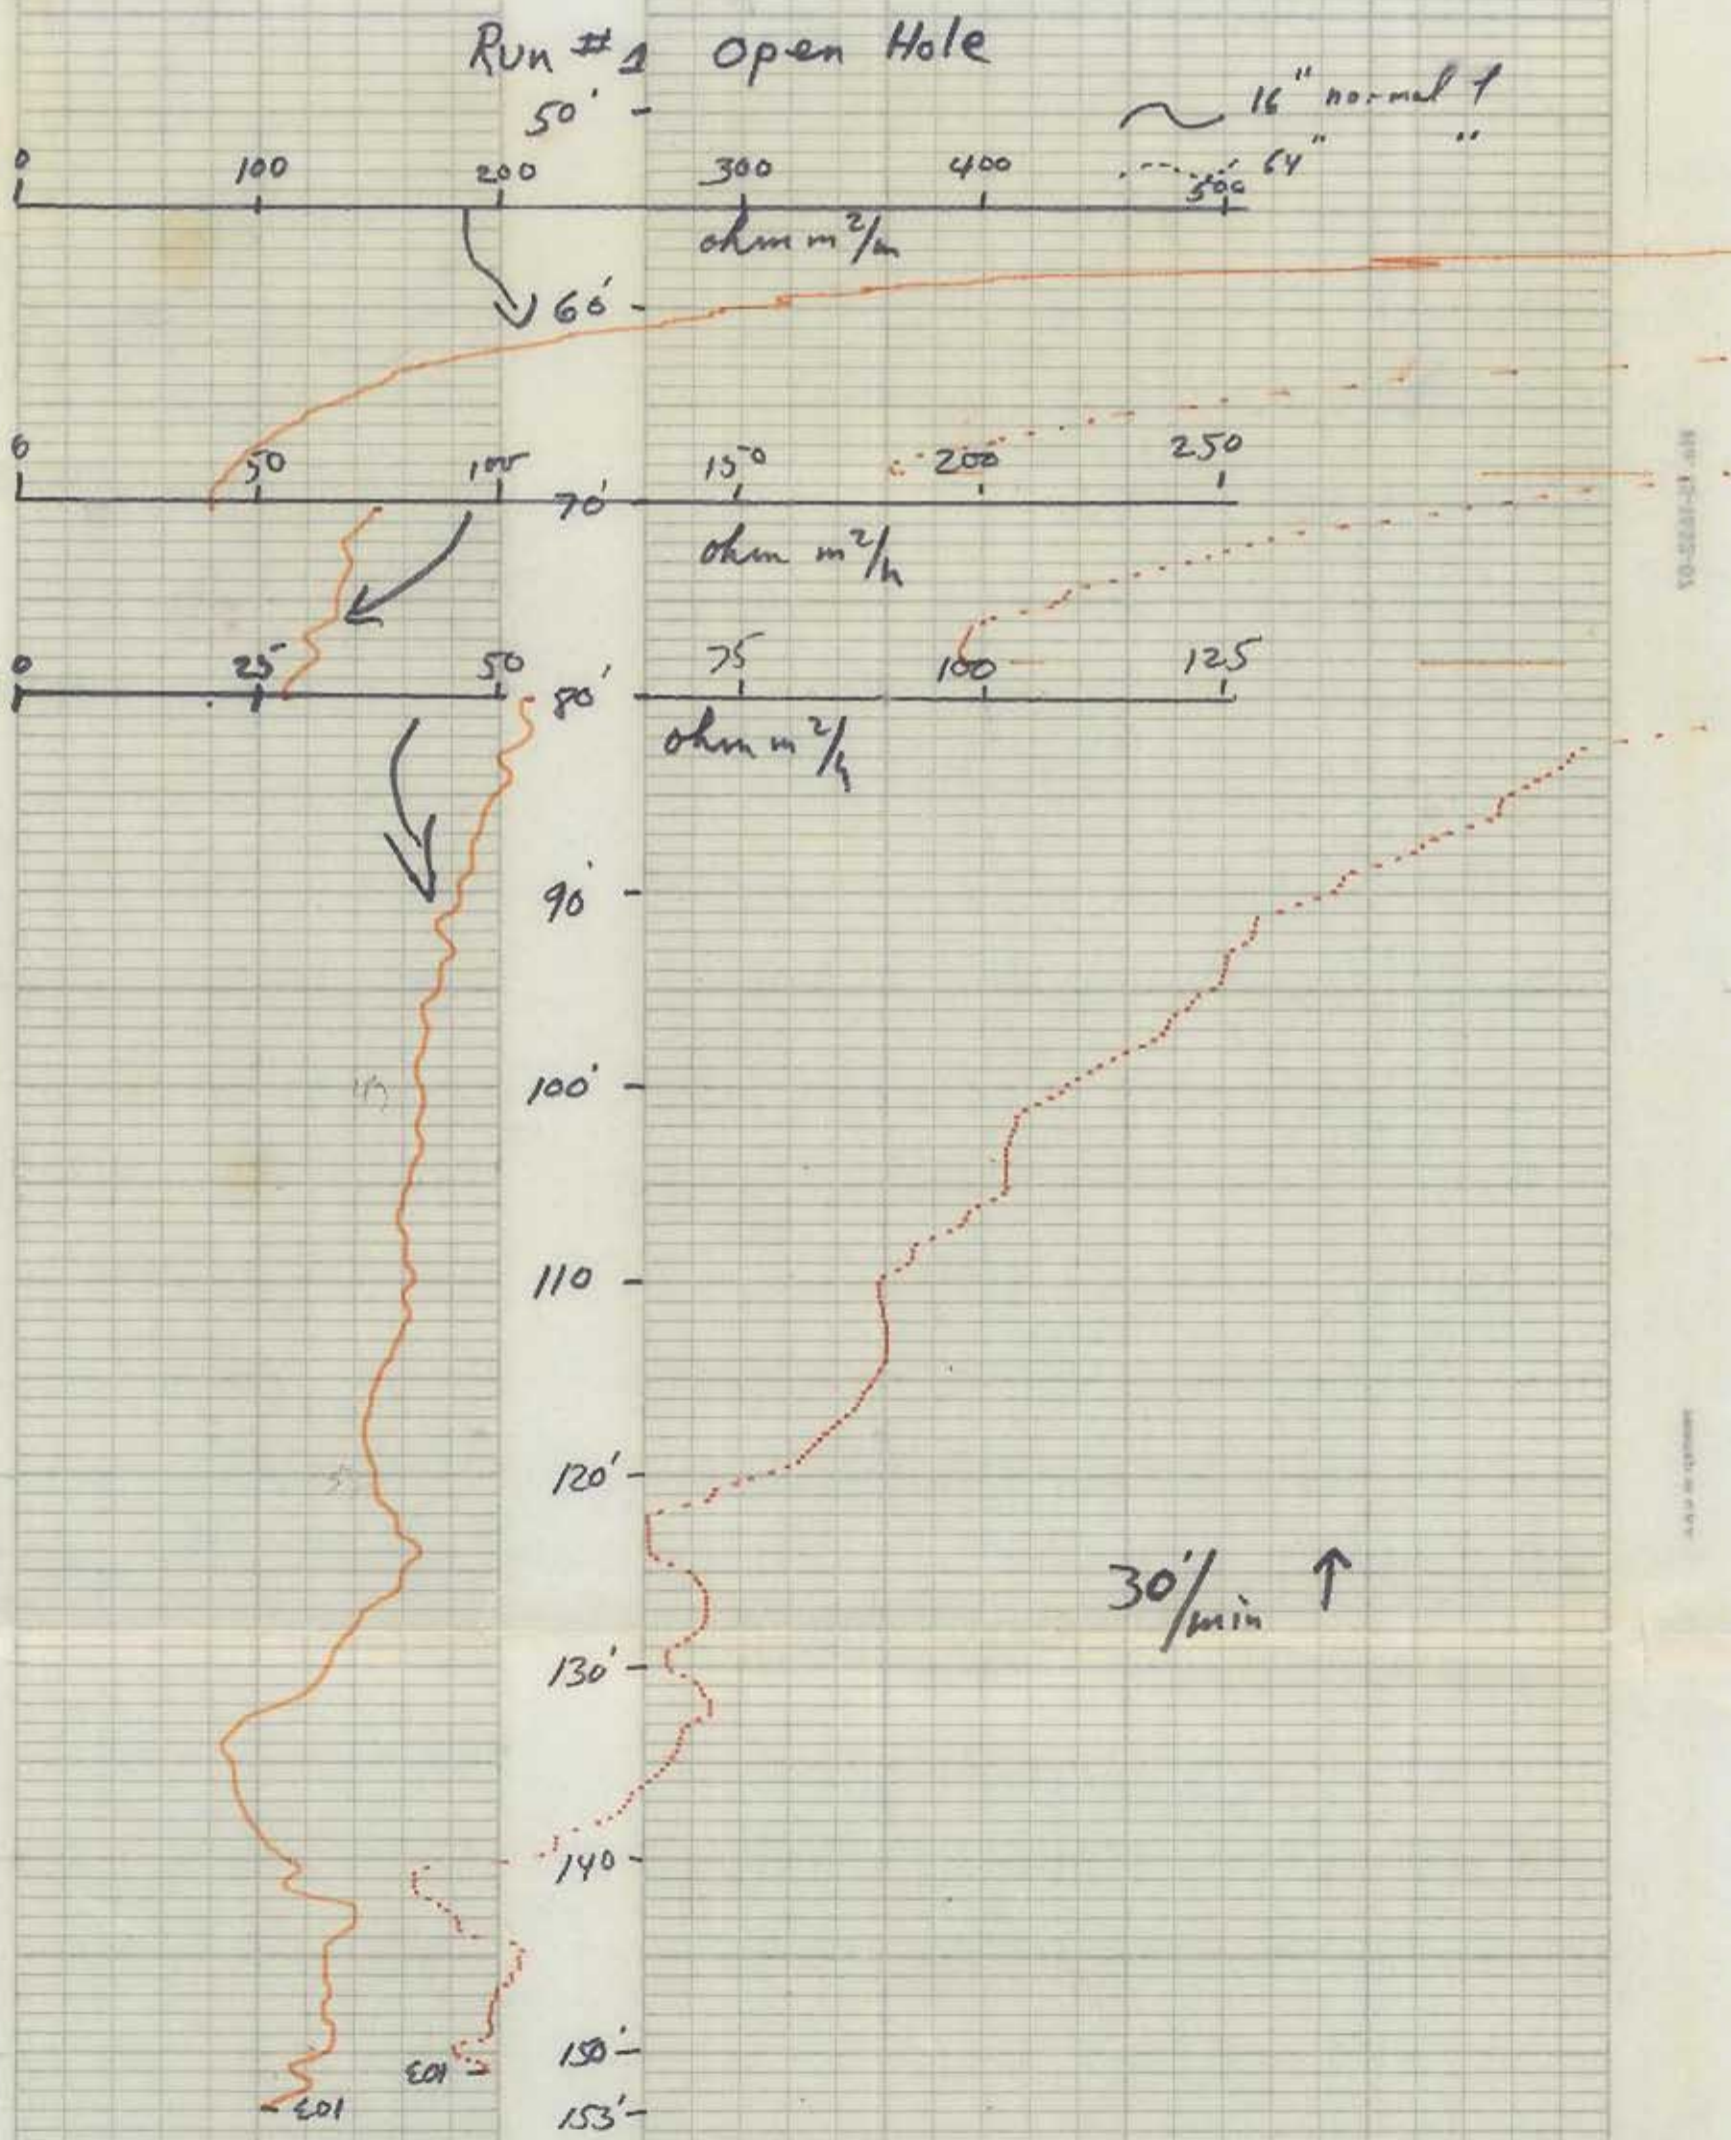 Run #1 Open Hole
50'
16" normal
64" "
0 100 200 300 400 500
ohm m²/m
60'
0 50 100 150 200 250
70'
ohm m²/h
0 25 50 75 100 125
80'
ohm m²/h
90'
100'
110
120'
30'/min ↑
130'
140
150'
103
103
153'